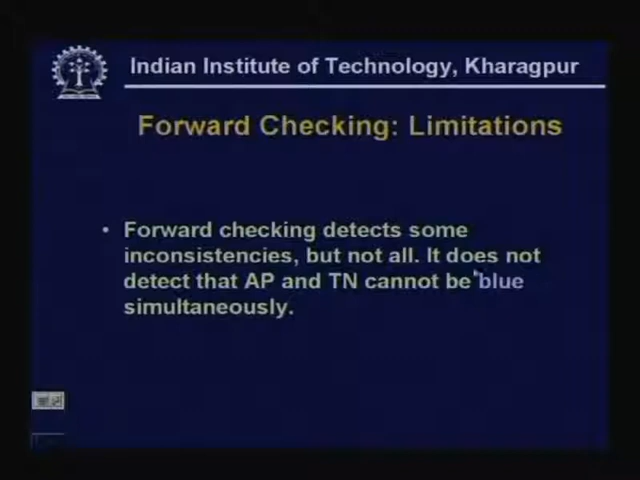 Indian Institute of Technology, Kharagpur
Forward Checking: Limitations
• Forward checking detects some
inconsistencies, but not all. It does not
detect that AP and TN cannot be blue
simultaneously.